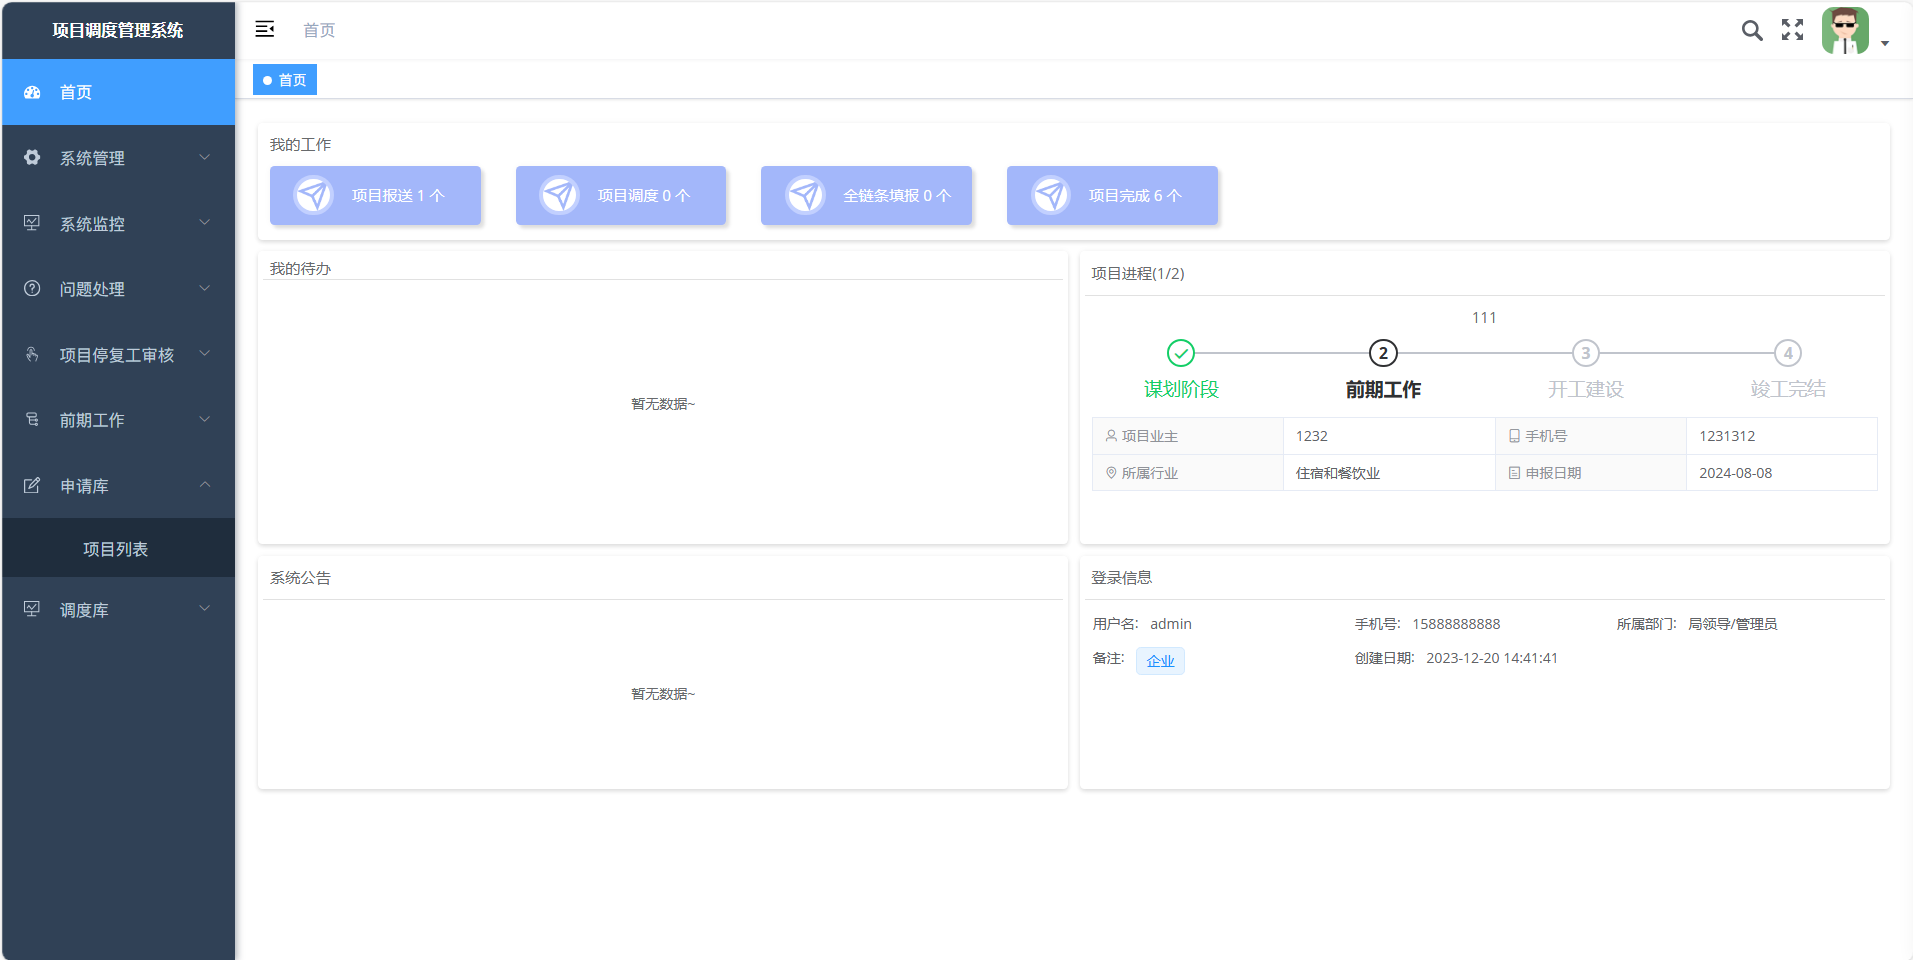 项目调度管理系统
首页
系统管理
系统监控
问题处理
项目停复工审核
前期工作
申请库
项目列表
调度库
首页
首页
我的工作
项目报送 1 个
项目调度 0 个
全链条填报 0 个
项目完成 6 个
我的待办
暂无数据~
项目进程(1/2)
111
2
3
4
谋划阶段
前期工作
开工建设
竣工完结
项目业主 1232 手机号 1231312
所属行业 住宿和餐饮业 申报日期 2024-08-08
系统公告
暂无数据~
登录信息
用户名: admin 手机号: 15888888888 所属部门: 局领导/管理员
备注: 企业 创建日期: 2023-12-20 14:41:41